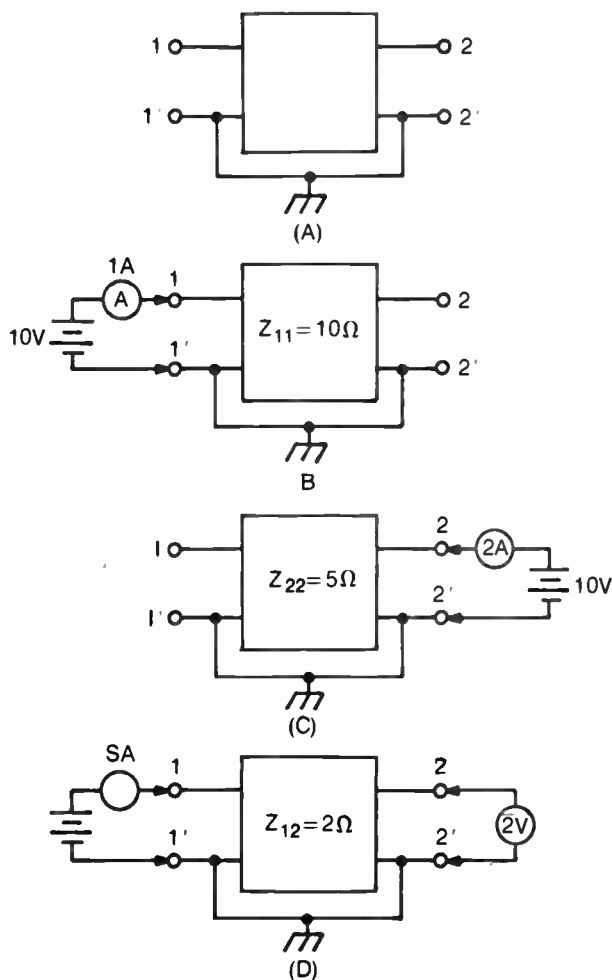 1 2
1' 2'
(A)
1A
A 1 2
10V Z₁₁ = 10Ω
1' 2'
B
2
I 2A
Z₂₂ = 5Ω 10V
I' 2'
(C)
SA 1 2
Z₁₂ = 2Ω 2V
1' 2'
(D)